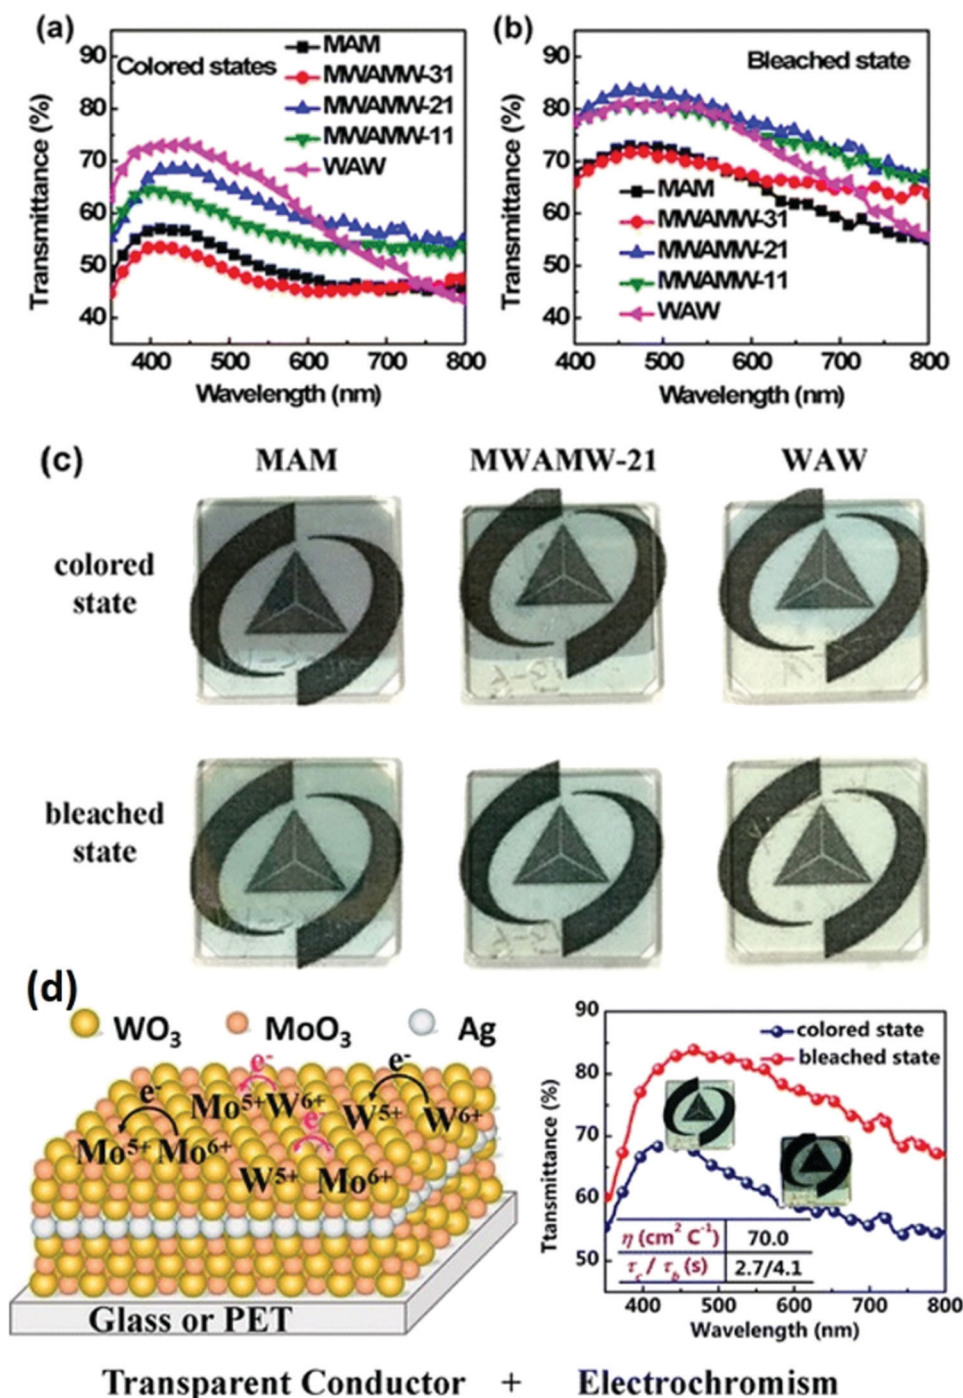 (a)
90
80
70
60
50
40
Transmittance (%)
Colored states
MAM
MWAMW-31
MWAMW-21
MWAMW-11
WAW
400 500 600 700 800
Wavelength (nm)
(b)
90
80
70
60
50
40
Transmittance (%)
Bleached state
MAM
MWAMW-31
MWAMW-21
MWAMW-11
WAW
400 500 600 700 800
Wavelength (nm)
(c)
MAM MWAMW-21 WAW
colored
state
bleached
state
(d)
WO3 MoO3 Ag
e- e- e-
Mo5+ W6+ W5+ W6+
e-
Mo5+ Mo6+ W5+ Mo6+
Glass or PET
90
80
70
60
50
Ttansmittance (%)
colored state
bleached state
η (cm2 C-1) 70.0
τc / τb (s) 2.7/4.1
400 500 600 700 800
Wavelength (nm)
Transparent Conductor + Electrochromism